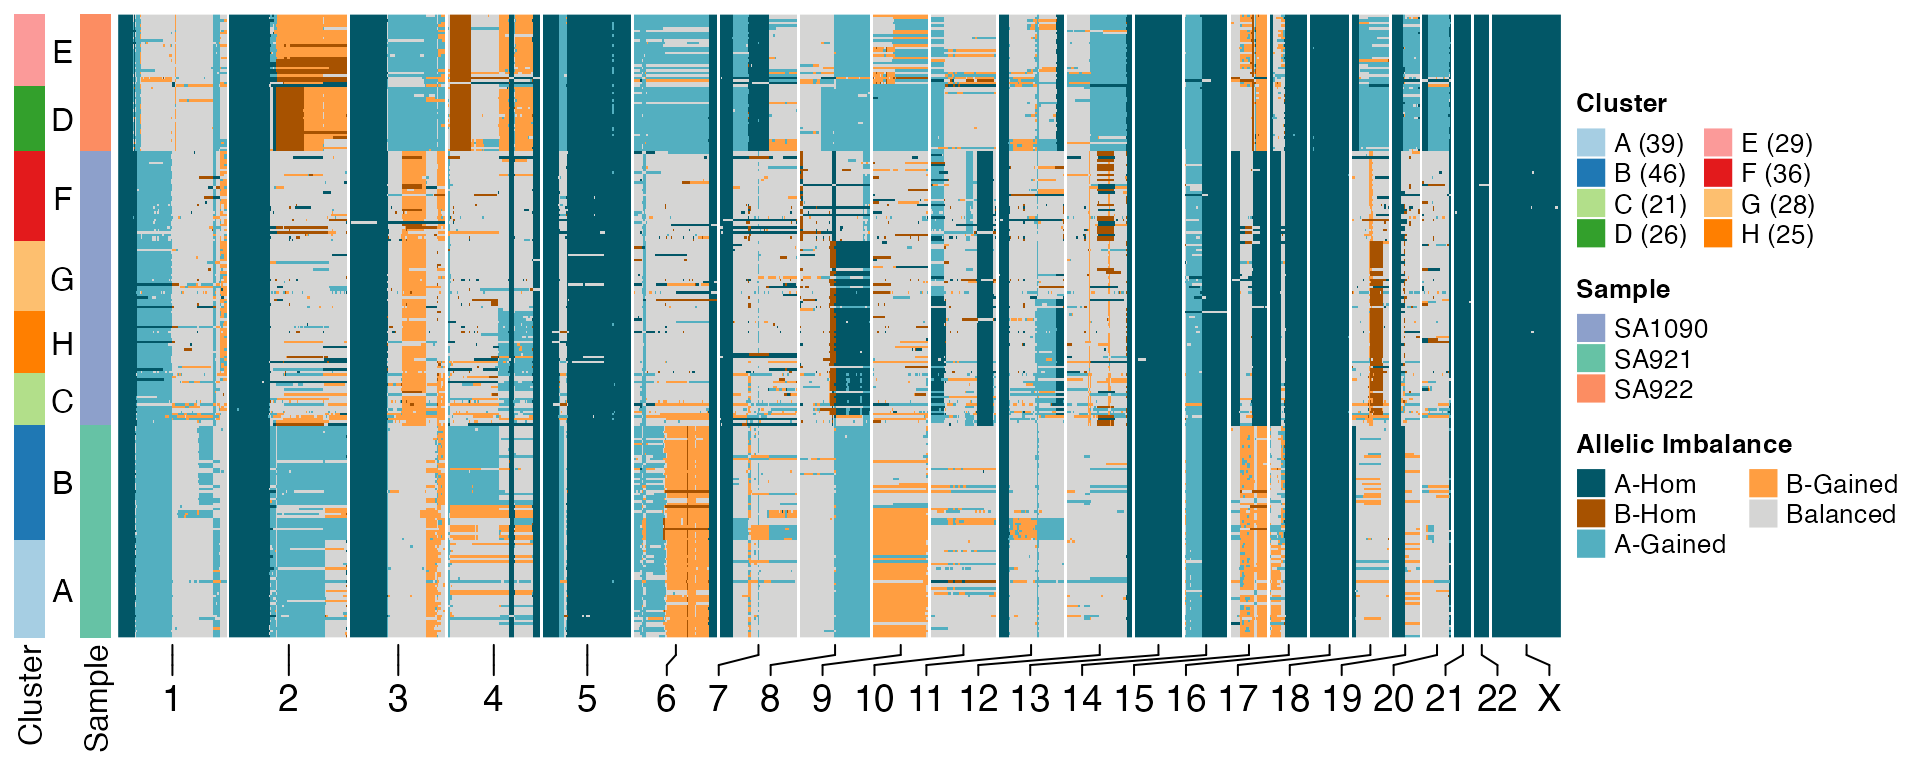 E
D
F
G
H
C
B
A
Cluster
Sample
1 2 3 4 5 6 7 8 9 10 11 12 13 14 15 16 17 18 19 20 21 22 X
Cluster
A (39) E (29)
B (46) F (36)
C (21) G (28)
D (26) H (25)
Sample
SA1090
SA921
SA922
Allelic Imbalance
A-Hom B-Gained
B-Hom Balanced
A-Gained